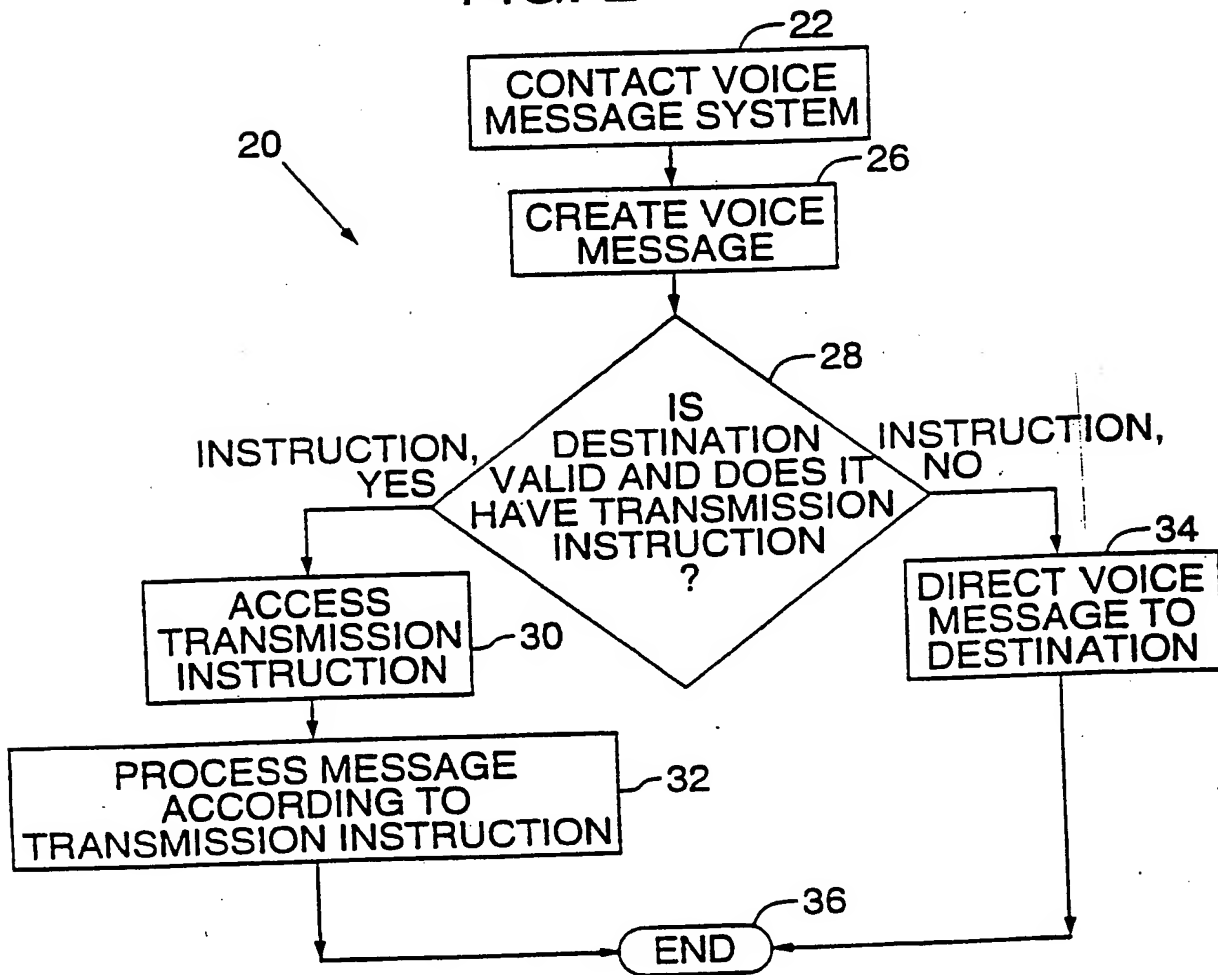 22
CONTACT VOICE
MESSAGE SYSTEM
20
26
CREATE VOICE
MESSAGE
28
IS
DESTINATION
VALID AND DOES IT
HAVE TRANSMISSION
INSTRUCTION
?
INSTRUCTION,
YES
INSTRUCTION,
NO
ACCESS
TRANSMISSION
INSTRUCTION
30
34
DIRECT VOICE
MESSAGE TO
DESTINATION
PROCESS MESSAGE
ACCORDING TO
TRANSMISSION INSTRUCTION
32
36
END